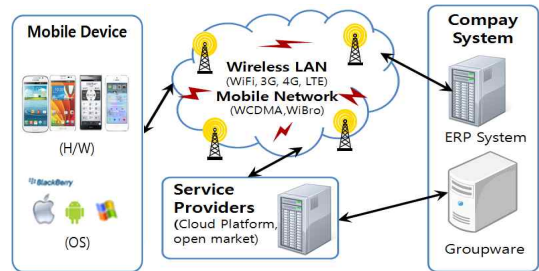 Mobile Device
(H/W)
BlackBerry
(OS)
Wireless LAN
(WiFi, 3G, 4G, LTE)
Mobile Network
(WCDMA,WiBro)
Service
Providers
(Cloud Platform,
open market)
Compay
System
ERP System
Groupware